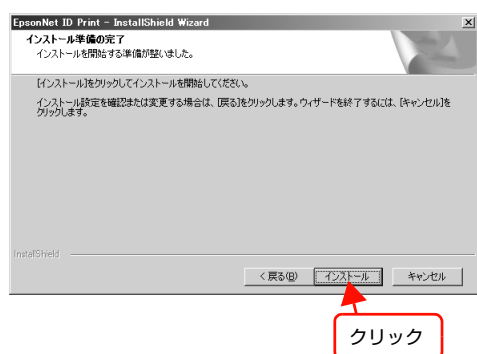 EpsonNet ID Print - InstallShield Wizard
インストール準備の完了
インストールを開始する準備が整いました。
[インストール]をクリックしてインストールを開始してください。
インストール設定を確認または変更する場合は、[戻る]をクリックします。ウィザードを終了するには、[キャンセル]を
クリックします。
InstallShield
< 戻る(B) インストール キャンセル
クリック